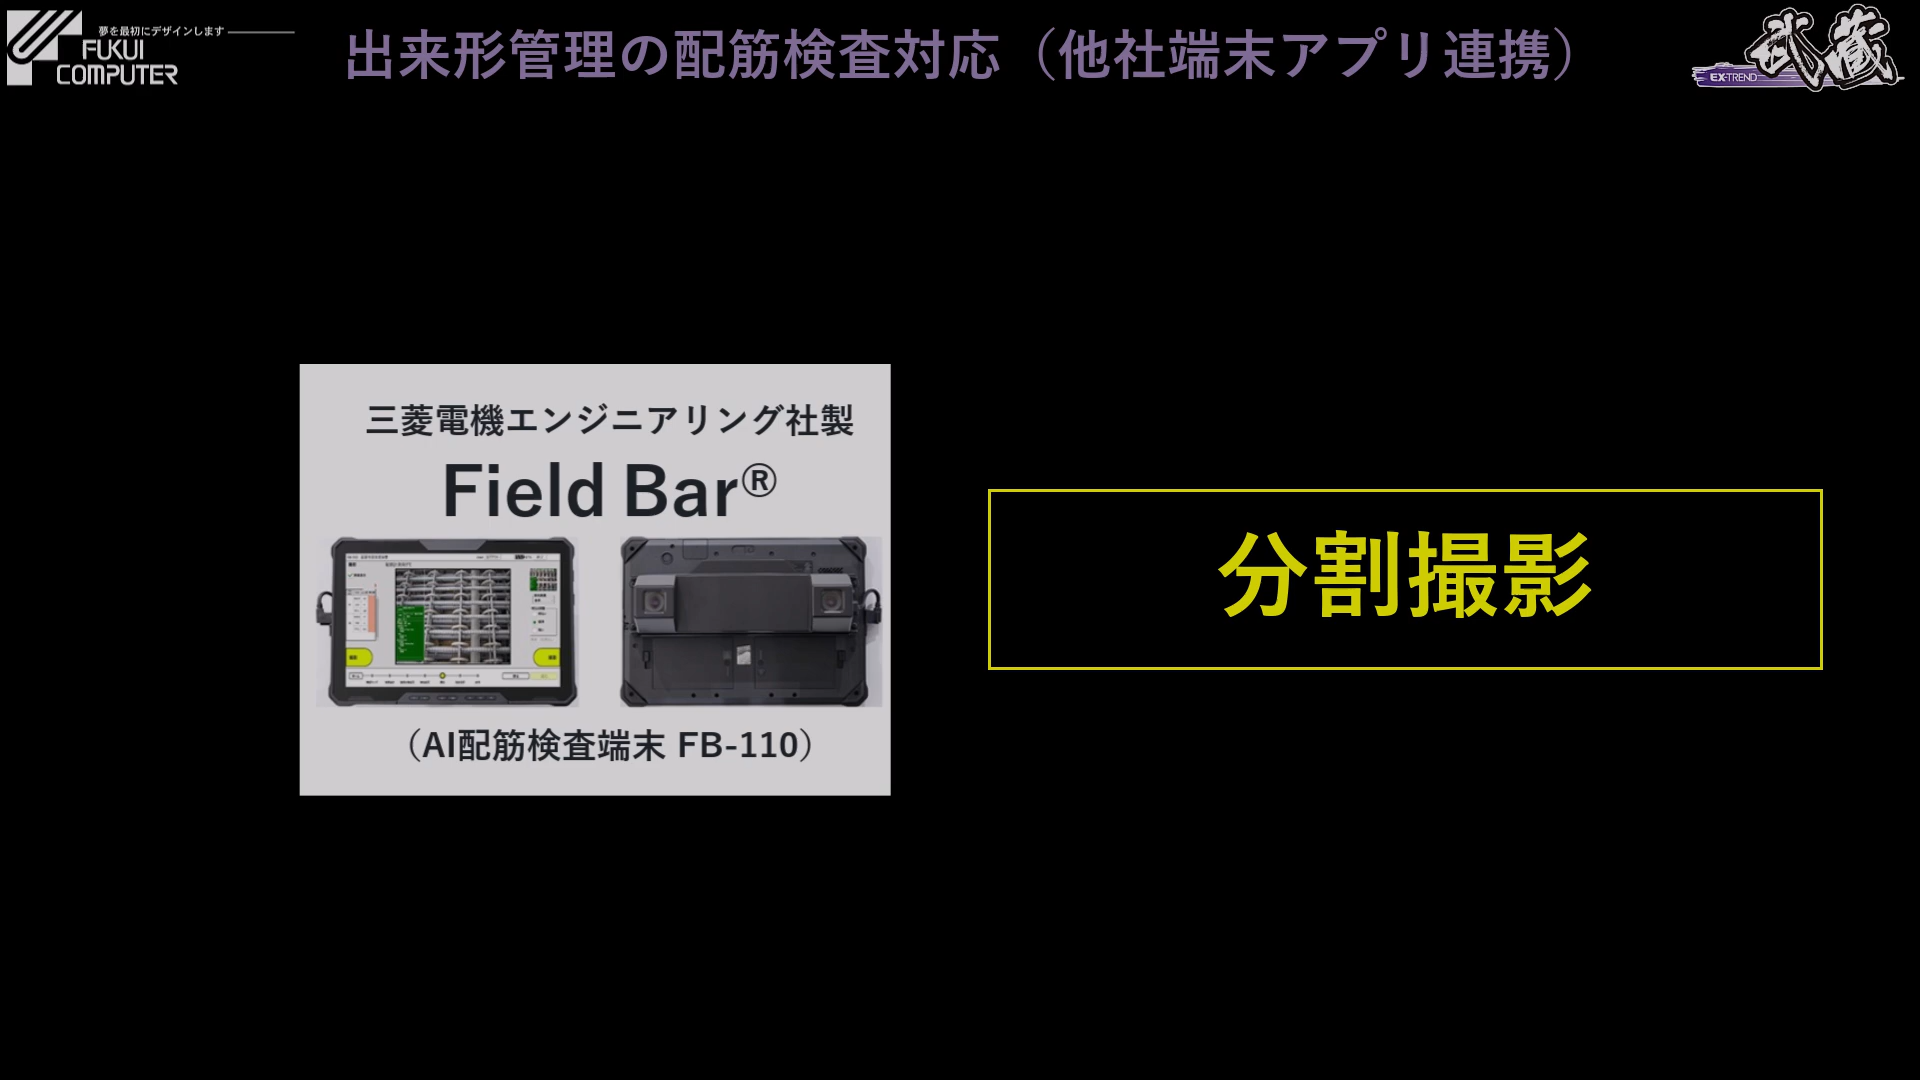 夢を最初にデザインします
FUKUI
COMPUTER
出来形管理の配筋検査対応（他社端末アプリ連携）
EX-TREND
武蔵
三菱電機エンジニアリング社製
Field Bar®
（AI配筋検査端末 FB-110）
分割撮影